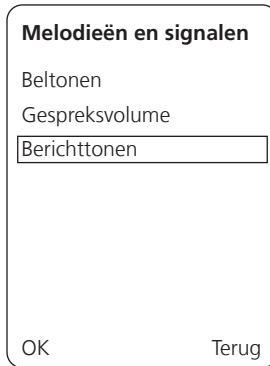 Melodieën en signalen
Beltonen
Gespreksvolume
Berichttonen
OK Terug